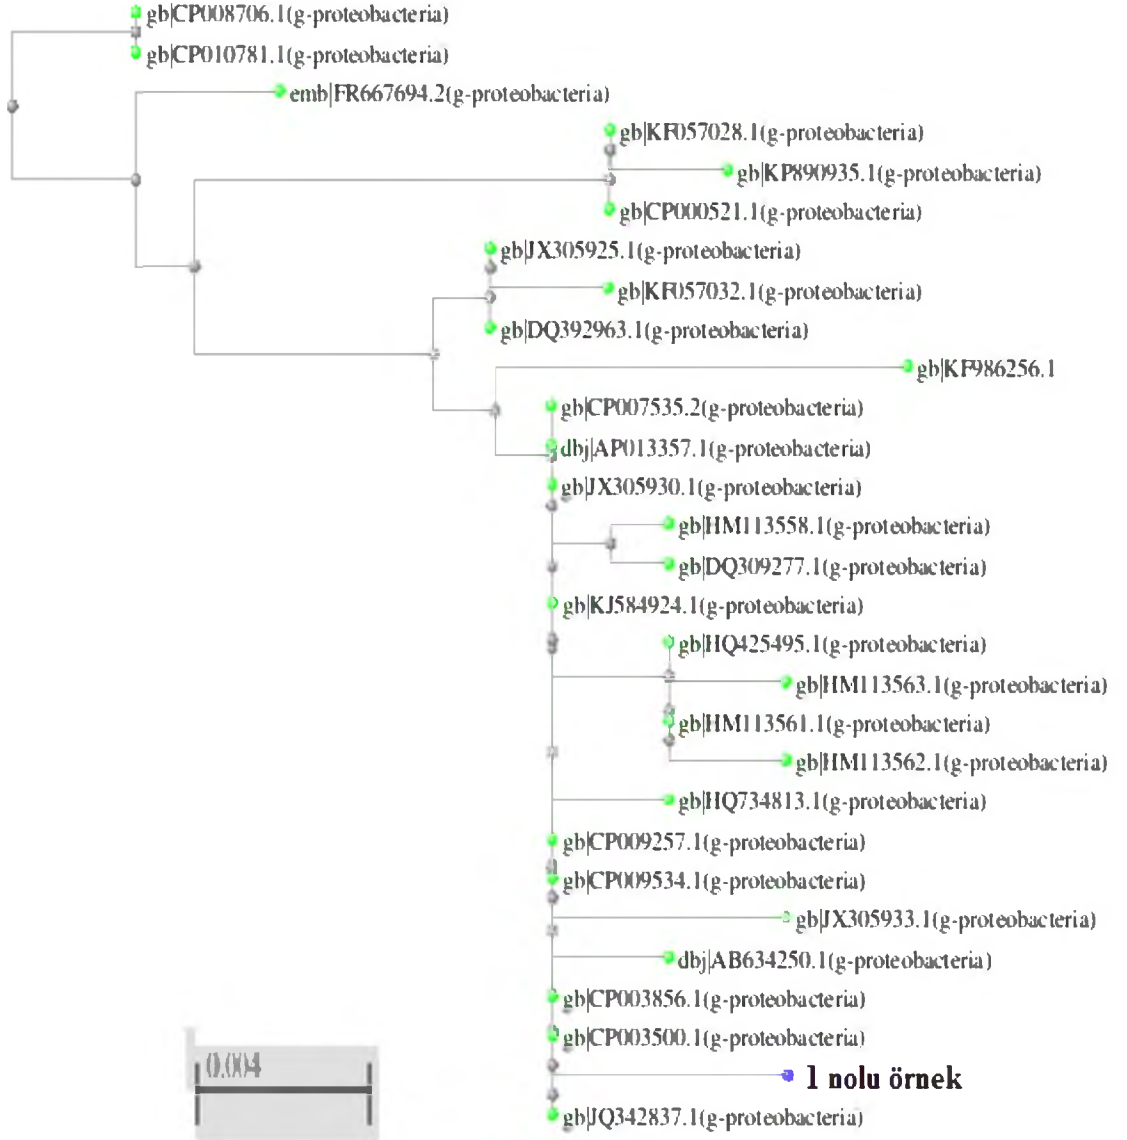 gb|CP008706.1(g-proteobacteria)
gb|CP010781.1(g-proteobacteria)
emb|FR667694.2(g-proteobacteria)
gb|KF057028.1(g-proteobacteria)
gb|KP890935.1(g-proteobacteria)
gb|CP000521.1(g-proteobacteria)
gb|JX305925.1(g-proteobacteria)
gb|KF057032.1(g-proteobacteria)
gb|DQ392963.1(g-proteobacteria)
gb|KF986256.1
gb|CP007535.2(g-proteobacteria)
dbj|AP013357.1(g-proteobacteria)
gb|JX305930.1(g-proteobacteria)
gb|HM113558.1(g-proteobacteria)
gb|DQ309277.1(g-proteobacteria)
gb|KJ584924.1(g-proteobacteria)
gb|HQ425495.1(g-proteobacteria)
gb|HM113563.1(g-proteobacteria)
gb|HM113561.1(g-proteobacteria)
gb|HM113562.1(g-proteobacteria)
gb|HQ734813.1(g-proteobacteria)
gb|CP009257.1(g-proteobacteria)
gb|CP009534.1(g-proteobacteria)
gb|JX305933.1(g-proteobacteria)
dbj|AB634250.1(g-proteobacteria)
gb|CP003856.1(g-proteobacteria)
gb|CP003500.1(g-proteobacteria)
0.004
1 nolu örnek
gb|JQ342837.1(g-proteobacteria)